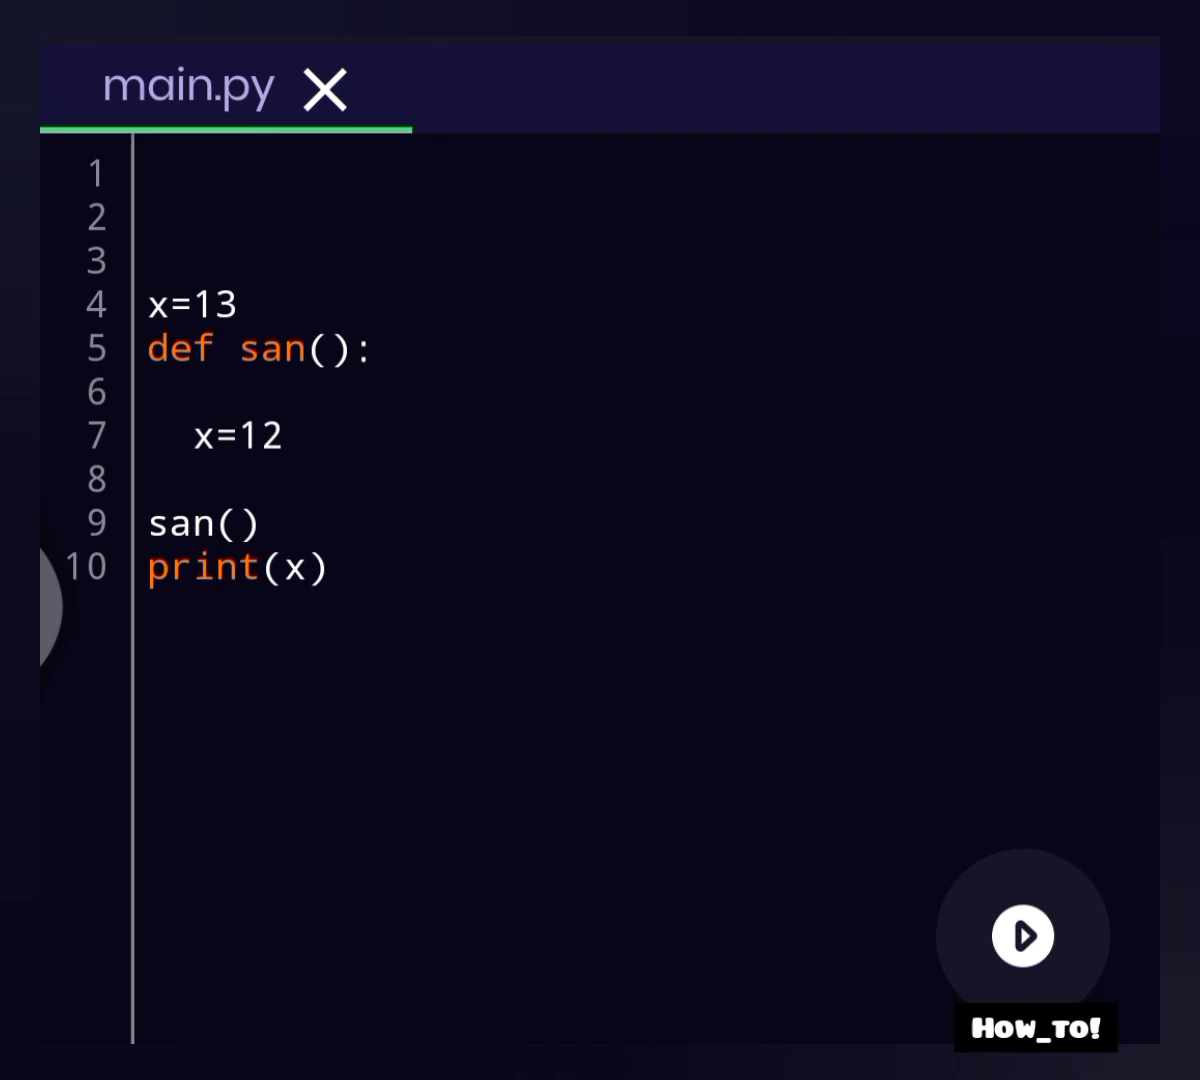 main.py
1
2
3
4 x=13
5 def san():
6
7   x=12
8
9 san()
10 print(x)
How_to!